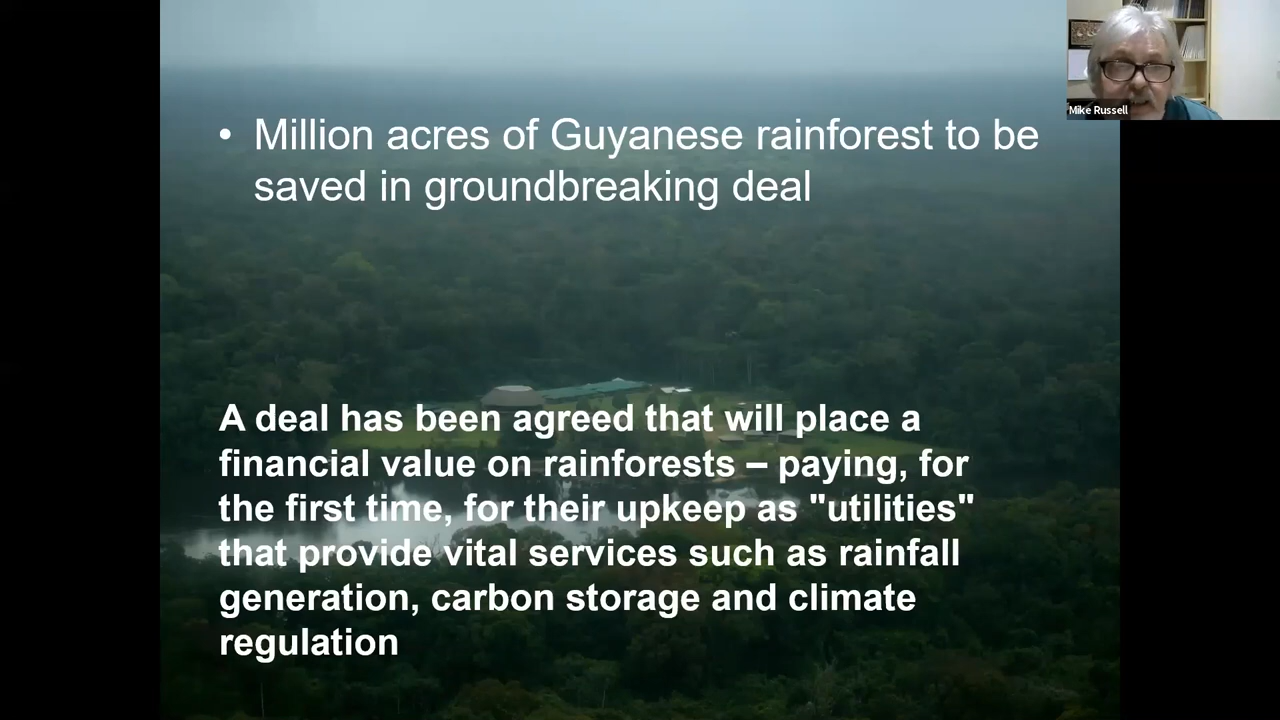 Mike Russell
• Million acres of Guyanese rainforest to be
saved in groundbreaking deal
A deal has been agreed that will place a
financial value on rainforests – paying, for
the first time, for their upkeep as "utilities"
that provide vital services such as rainfall
generation, carbon storage and climate
regulation